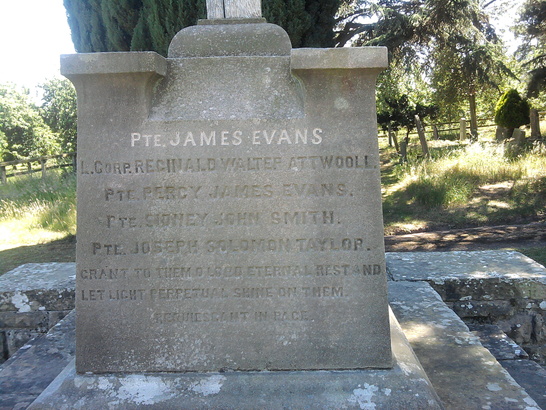 PTE. JAMES EVANS
L. CORP. REGINALD WALTER ATTWOOLL.
PTE. PERCY JAMES EVANS.
PTE. SIDNEY JOHN SMITH.
PTE. JOSEPH SOLOMON TAYLOR.
GRANT TO THEM O LORD ETERNAL REST AND
LET LIGHT PERPETUAL SHINE ON THEM.
REQUIESCANT IN PACE.